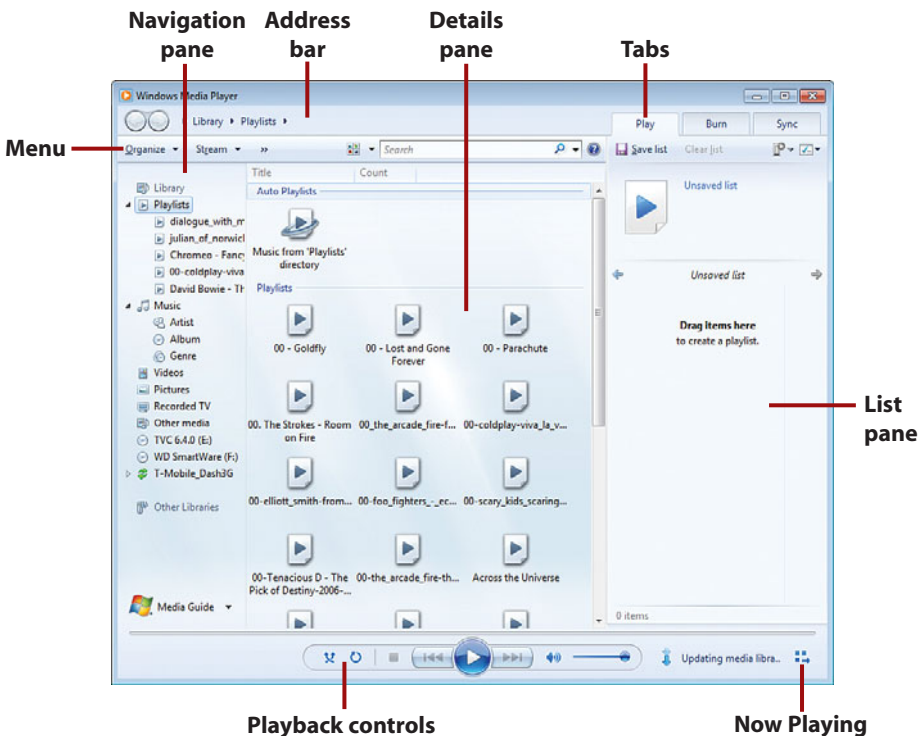 Navigation pane
Address bar
Details pane
Tabs
Menu
Windows Media Player
Library ▸ Playlists ▸
Play
Burn
Sync
Organize
Stream
»
Search
Save list
Clear list
Title
Count
Library
Playlists
dialogue_with_m
julian_of_norwicl
Chromeo - Fancy
00-coldplay-viva
David Bowie - Th
Music
Artist
Album
Genre
Videos
Pictures
Recorded TV
Other media
TVC 6.4.0 (E:)
WD SmartWare (F:)
T-Mobile_Dash3G
Other Libraries
Media Guide
Auto Playlists
Music from 'Playlists'
directory
Playlists
00 - Goldfly
00 - Lost and Gone
Forever
00 - Parachute
00. The Strokes - Room
on Fire
00_the_arcade_fire-f...
00-coldplay-viva_la_v...
00-elliott_smith-from...
00-foo_fighters_-_ec...
00-scary_kids_scaring...
00-Tenacious D - The
Pick of Destiny-2006-...
00-the_arcade_fire-th...
Across the Universe
Unsaved list
Unsaved list
Drag items here
to create a playlist.
0 items
List pane
Updating media libra..
Playback controls
Now Playing